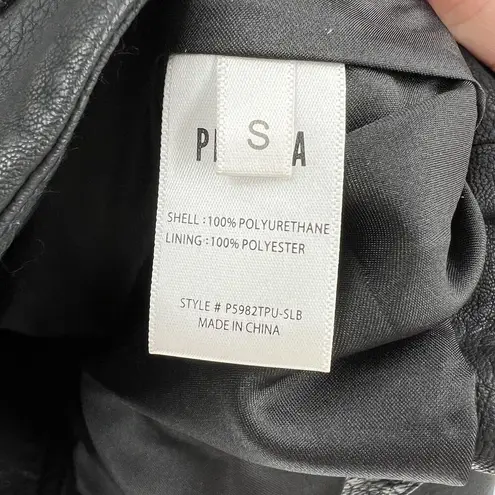 S
SHELL :100% POLYURETHANE
LINING :100% POLYESTER
STYLE # P5982TPU-SLB
MADE IN CHINA